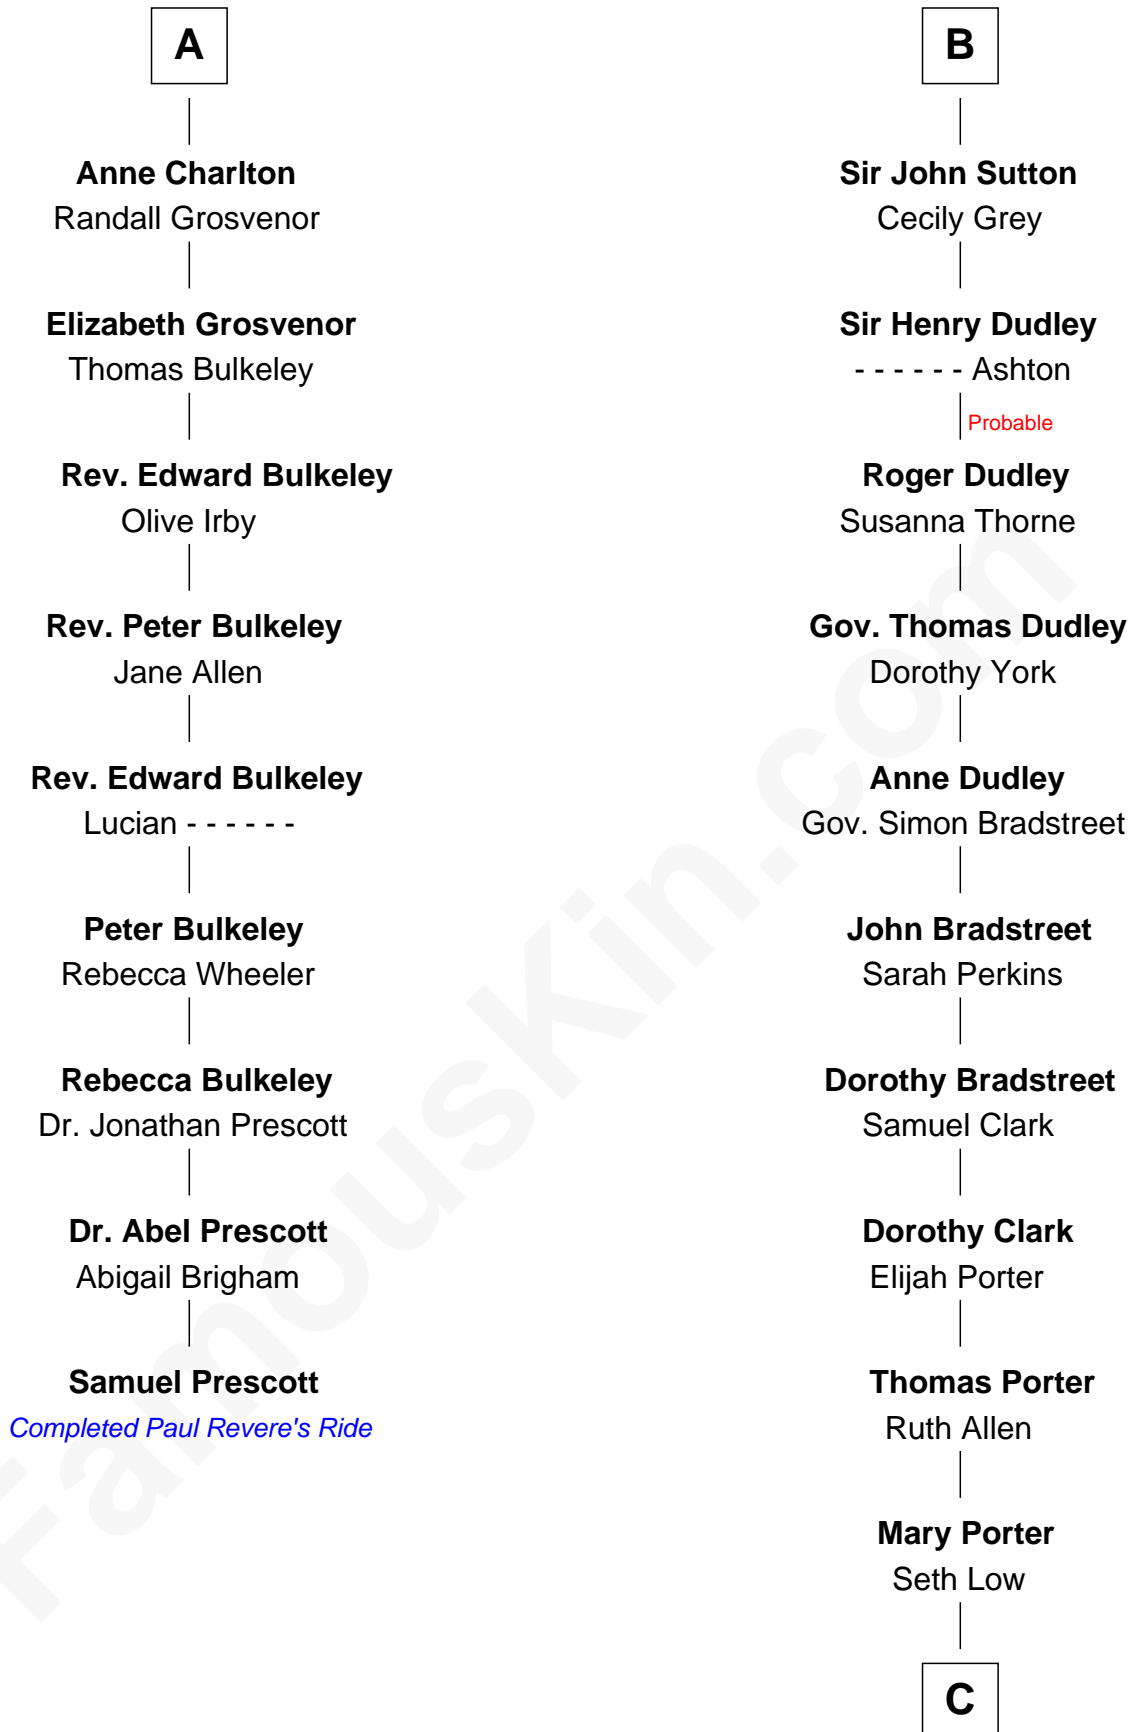 A
Anne Charlton
Randall Grosvenor
Elizabeth Grosvenor
Thomas Bulkeley
Rev. Edward Bulkeley
Olive Irby
Rev. Peter Bulkeley
Jane Allen
Rev. Edward Bulkeley
Lucian - - - - - -
Peter Bulkeley
Rebecca Wheeler
Rebecca Bulkeley
Dr. Jonathan Prescott
Dr. Abel Prescott
Abigail Brigham
Samuel Prescott
Completed Paul Revere's Ride
B
Sir John Sutton
Cecily Grey
Sir Henry Dudley
- - - - - - Ashton
Probable
Roger Dudley
Susanna Thorne
Gov. Thomas Dudley
Dorothy York
Anne Dudley
Gov. Simon Bradstreet
John Bradstreet
Sarah Perkins
Dorothy Bradstreet
Samuel Clark
Dorothy Clark
Elijah Porter
Thomas Porter
Ruth Allen
Mary Porter
Seth Low
C
FamousKin.com